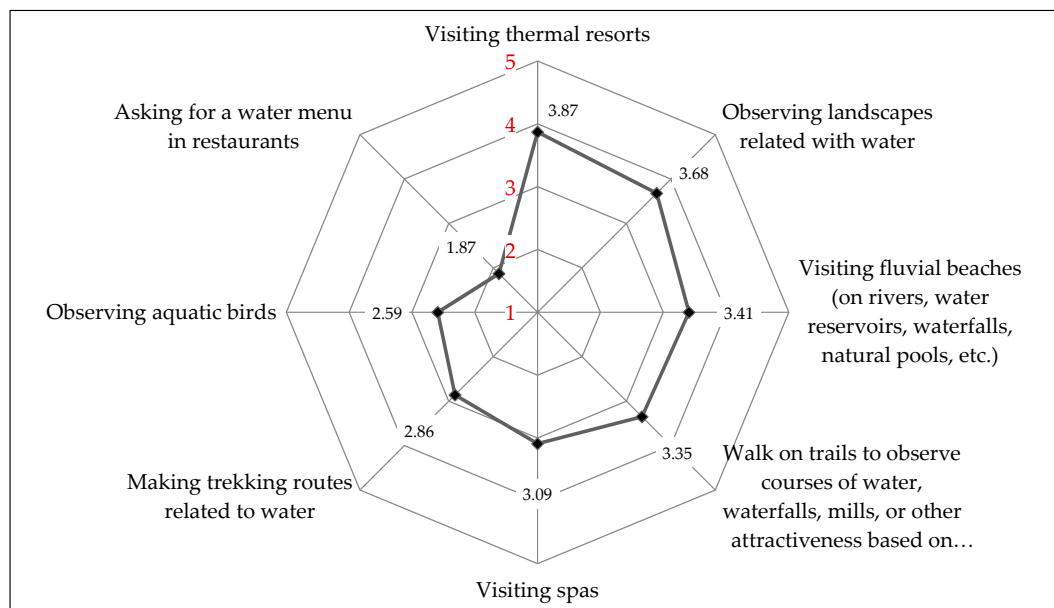 Visiting thermal resorts
5
4
3
2
1
3.87
Observing landscapes
related with water
3.68
Visiting fluvial beaches
(on rivers, water
reservoirs, waterfalls,
natural pools, etc.)
3.41
Walk on trails to observe
courses of water,
waterfalls, mills, or other
attractiveness based on…
3.35
Visiting spas
3.09
Making trekking routes
related to water
2.86
Observing aquatic birds
2.59
Asking for a water menu
in restaurants
1.87